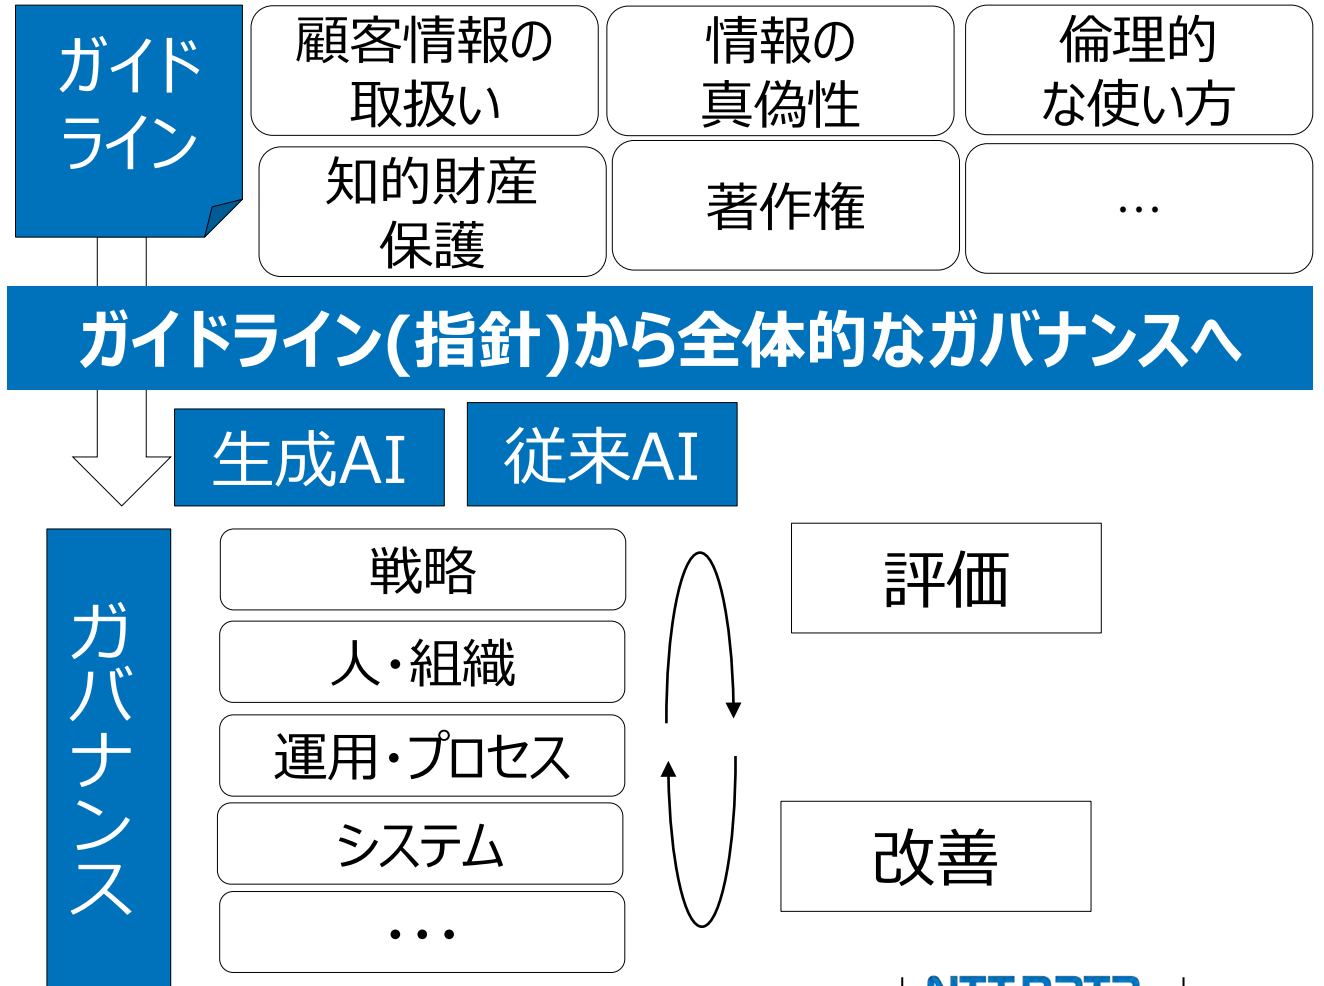 ガイド
ライン
顧客情報の
取扱い
情報の
真偽性
倫理的
な使い方
知的財産
保護
著作権
…
ガイドライン(指針)から全体的なガバナンスへ
生成AI
従来AI
ガバナンス
戦略
人・組織
運用・プロセス
システム
・・・
評価
改善
NTT DATA